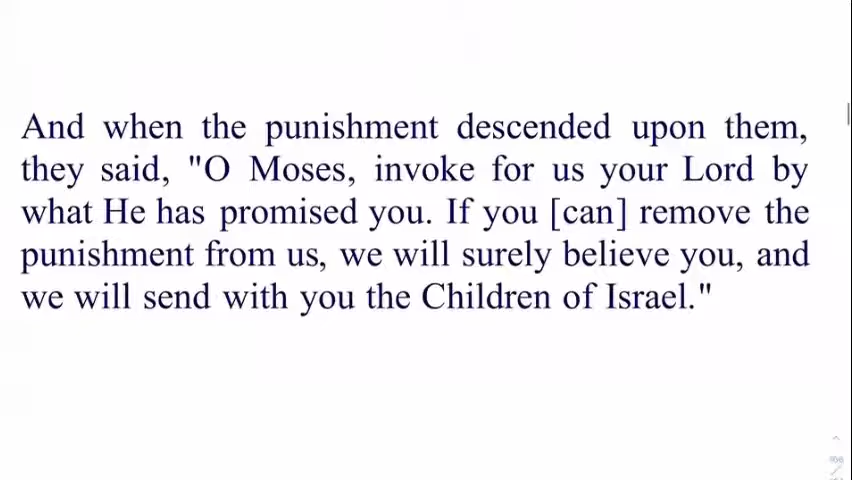 And when the punishment descended upon them,
they said, "O Moses, invoke for us your Lord by
what He has promised you. If you [can] remove the
punishment from us, we will surely believe you, and
we will send with you the Children of Israel."